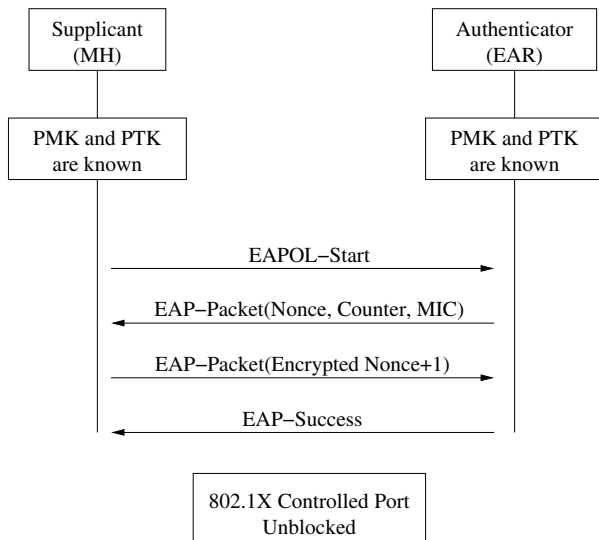 Supplicant
(MH)
Authenticator
(EAR)
PMK and PTK
are known
PMK and PTK
are known
EAPOL−Start
EAP−Packet(Nonce, Counter, MIC)
EAP−Packet(Encrypted Nonce+1)
EAP−Success
802.1X Controlled Port
Unblocked